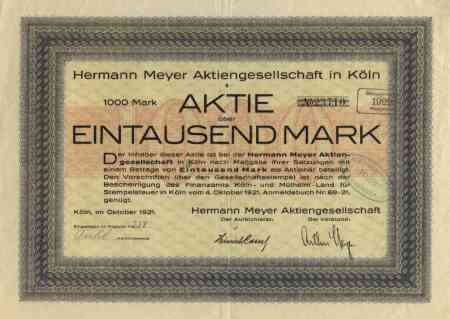 Hermann Meyer Aktiengesellschaft in Köln
1000 Mark
AKTIE
über
EINTAUSEND MARK
Der Inhaber dieser Aktie ist bei der Hermann Meyer Aktien-
gesellschaft in Köln nach Maßgabe ihrer Satzungen mit
einem Betrage von Eintausend Mark als Aktionär beteiligt.
Den Vorschriften über den Gesellschaftsstempel ist nach der
Bescheinigung des Finanzamts Köln- und Mülheim-Land für
Stempelsteuer in Köln vom 4. Oktober 1921, Anmeldebuch Nr. 69-21,
genügt.
Köln, im Oktober 1921.
Hermann Meyer Aktiengesellschaft
Der Aufsichtsrat.
Der Vorstand.